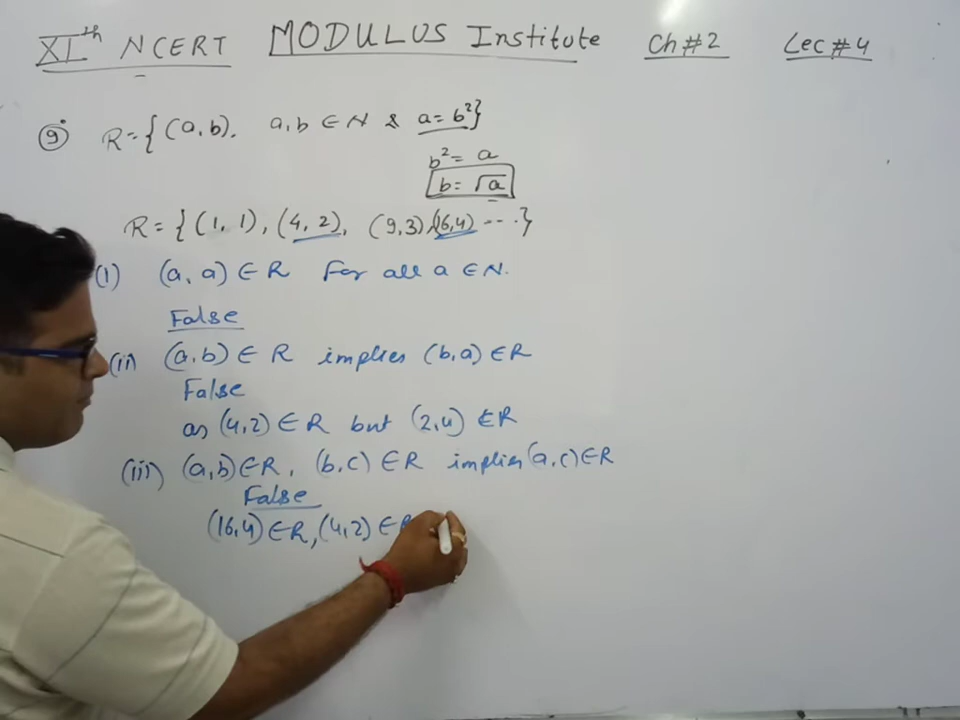 XIth NCERT MODULUS Institute Ch#2 Lec#4
9 R={(a,b). a,b ∈ N & a=b²}
b² = a
b = √a
R = {(1,1), (4,2), (9,3),(16,4) ....}
(i) (a,a) ∈ R For all a ∈ N.
False
(ii) (a,b) ∈ R implies (b,a) ∈ R
False
as (4,2) ∈ R but (2,4) ∉ R
(iii) (a,b) ∈ R, (b,c) ∈ R implies (a,c) ∈ R
False
(16,4) ∈ R, (4,2) ∈ R